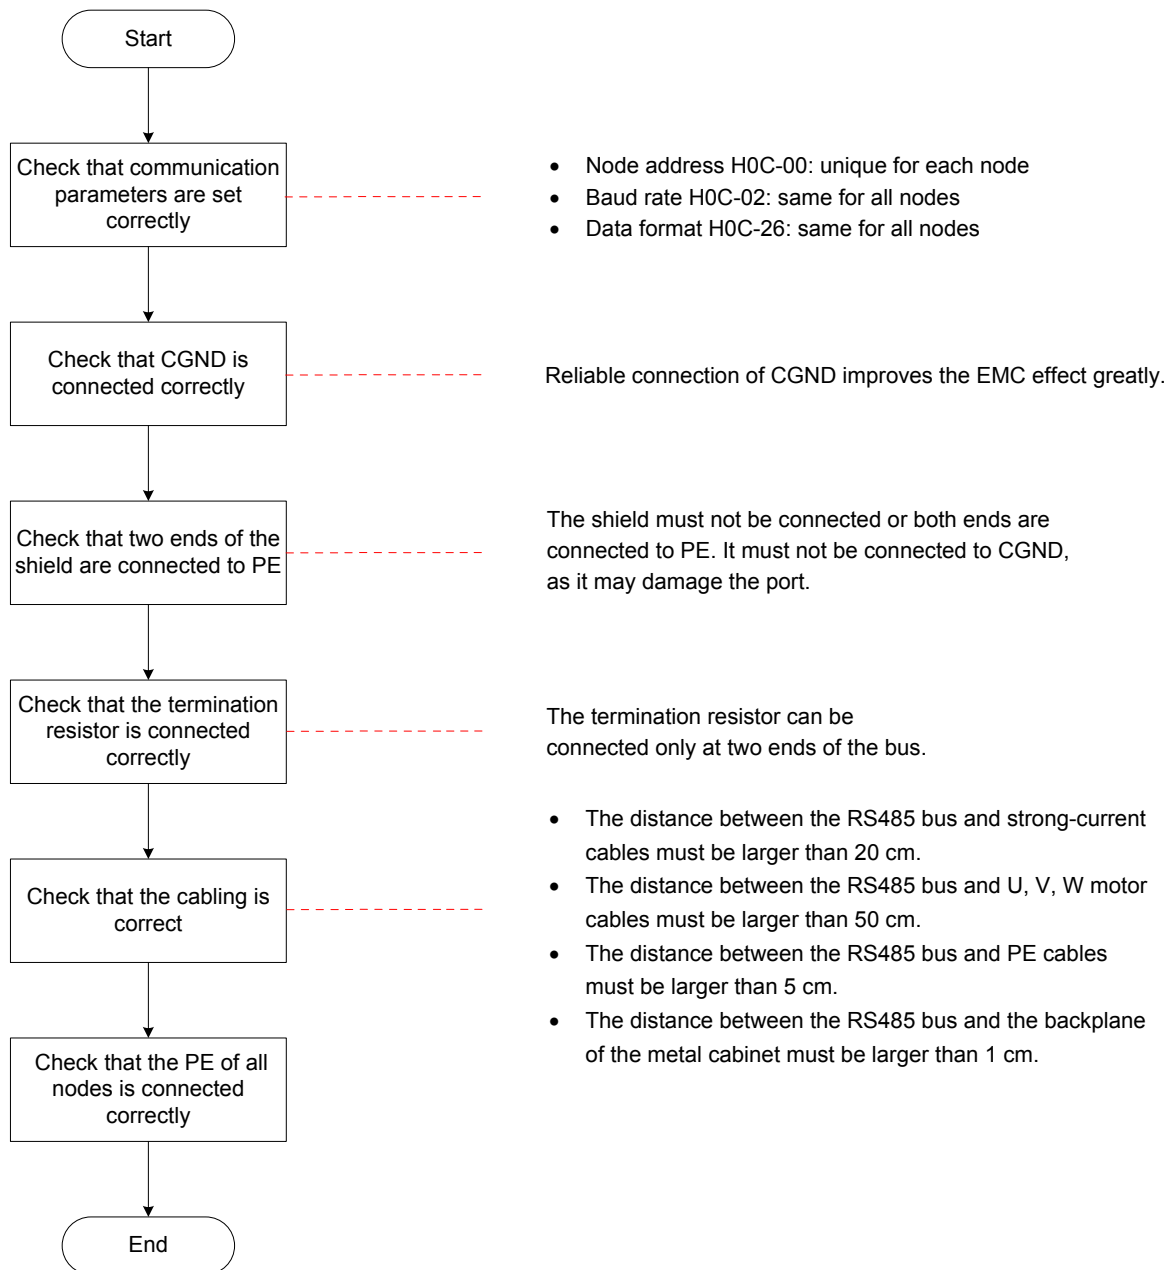 Start
Check that communication
parameters are set
correctly
• Node address H0C-00: unique for each node
• Baud rate H0C-02: same for all nodes
• Data format H0C-26: same for all nodes
Check that CGND is
connected correctly
Reliable connection of CGND improves the EMC effect greatly.
Check that two ends of the
shield are connected to PE
The shield must not be connected or both ends are
connected to PE. It must not be connected to CGND,
as it may damage the port.
Check that the termination
resistor is connected
correctly
The termination resistor can be
connected only at two ends of the bus.
Check that the cabling is
correct
• The distance between the RS485 bus and strong-current
cables must be larger than 20 cm.
• The distance between the RS485 bus and U, V, W motor
cables must be larger than 50 cm.
• The distance between the RS485 bus and PE cables
must be larger than 5 cm.
• The distance between the RS485 bus and the backplane
of the metal cabinet must be larger than 1 cm.
Check that the PE of all
nodes is connected
correctly
End